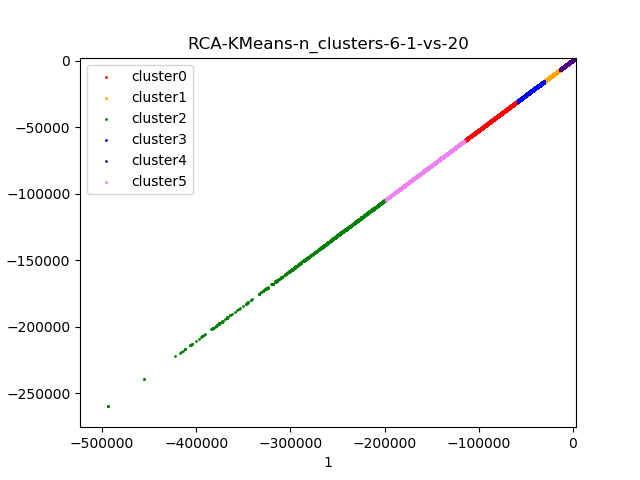 RCA-KMeans-n_clusters-6-1-vs-20
cluster0
cluster1
cluster2
cluster3
cluster4
cluster5
0
−50000
−100000
−150000
−200000
−250000
−500000 −400000 −300000 −200000 −100000 0
1